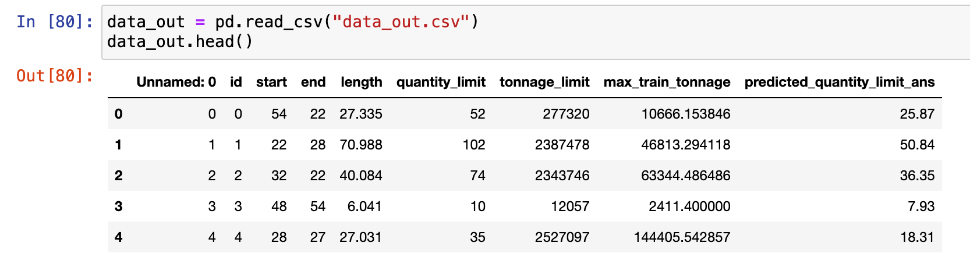 In [80]: data_out = pd.read_csv("data_out.csv")
data_out.head()
Out[80]:
Unnamed: 0 id start end length quantity_limit tonnage_limit max_train_tonnage predicted_quantity_limit_ans
0 0 0 54 22 27.335 52 277320 10666.153846 25.87
1 1 1 22 28 70.988 102 2387478 46813.294118 50.84
2 2 2 32 22 40.084 74 2343746 63344.486486 36.35
3 3 3 48 54 6.041 10 12057 2411.400000 7.93
4 4 4 28 27 27.031 35 2527097 144405.542857 18.31